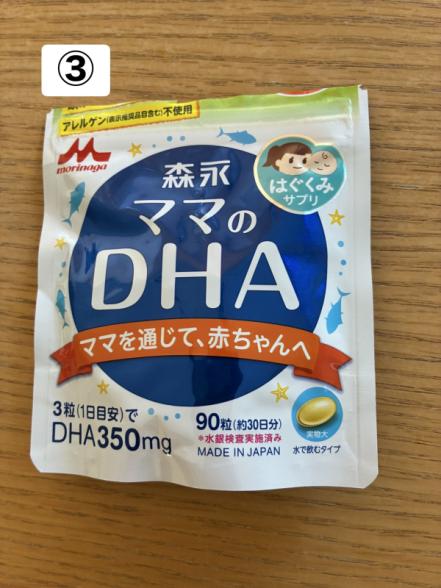 ③
アレルゲン(表示推奨品目含む)不使用
morinaga
はぐくみ
サプリ
森永
ママの
DHA
ママを通じて、赤ちゃんへ
3粒(1日目安)で
DHA350mg
90粒(約30日分)
*水銀検査実施済み
MADE IN JAPAN
実物大
水で飲むタイプ